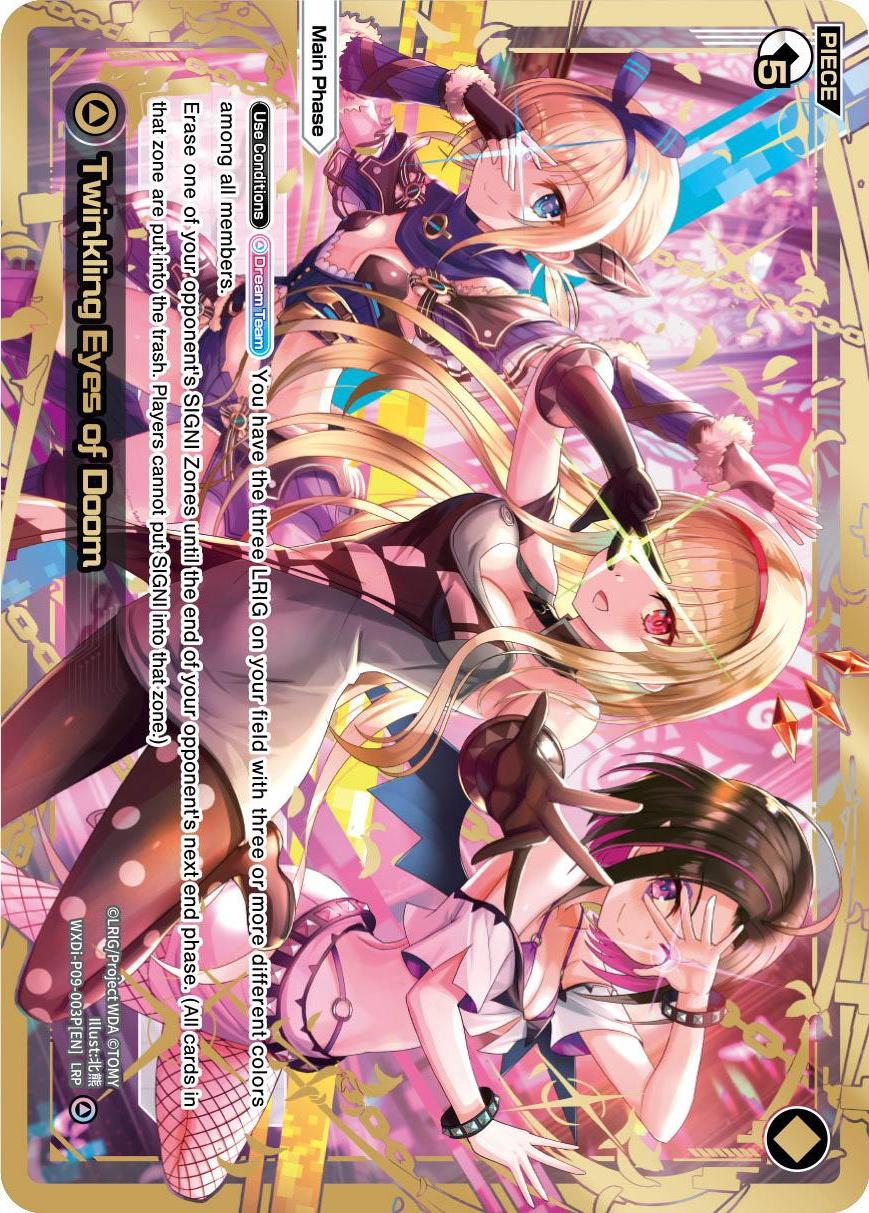 PIECE
5
Main Phase
Use Conditions Dream Team You have the three LRIG on your field with three or more different colors
among all members.
Erase one of your opponent's SIGNI Zones until the end of your opponent's next end phase. (All cards in
that zone are put into the trash. Players cannot put SIGNI into that zone.)
Twinkling Eyes of Doom
©LRIG/Project WDA ©TOMY
Illust:北熊
WXDi-P09-003P[EN] LRP